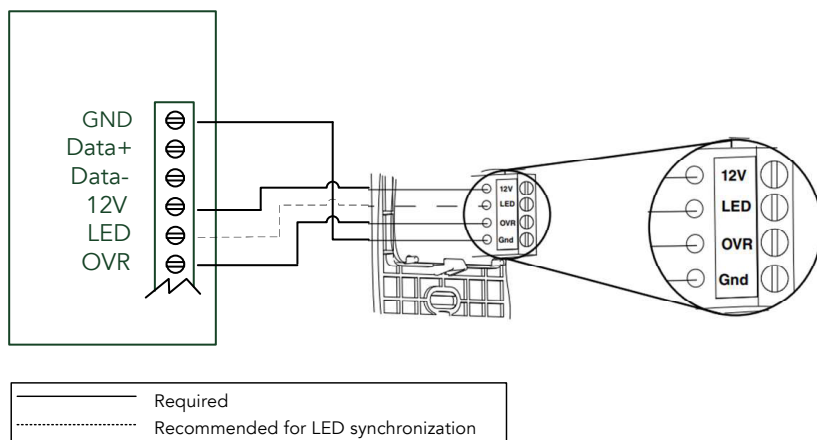 GND
Data+
Data-
12V
LED
OVR
12V
LED
OVR
Gnd
12V
LED
OVR
Gnd
Required
Recommended for LED synchronization